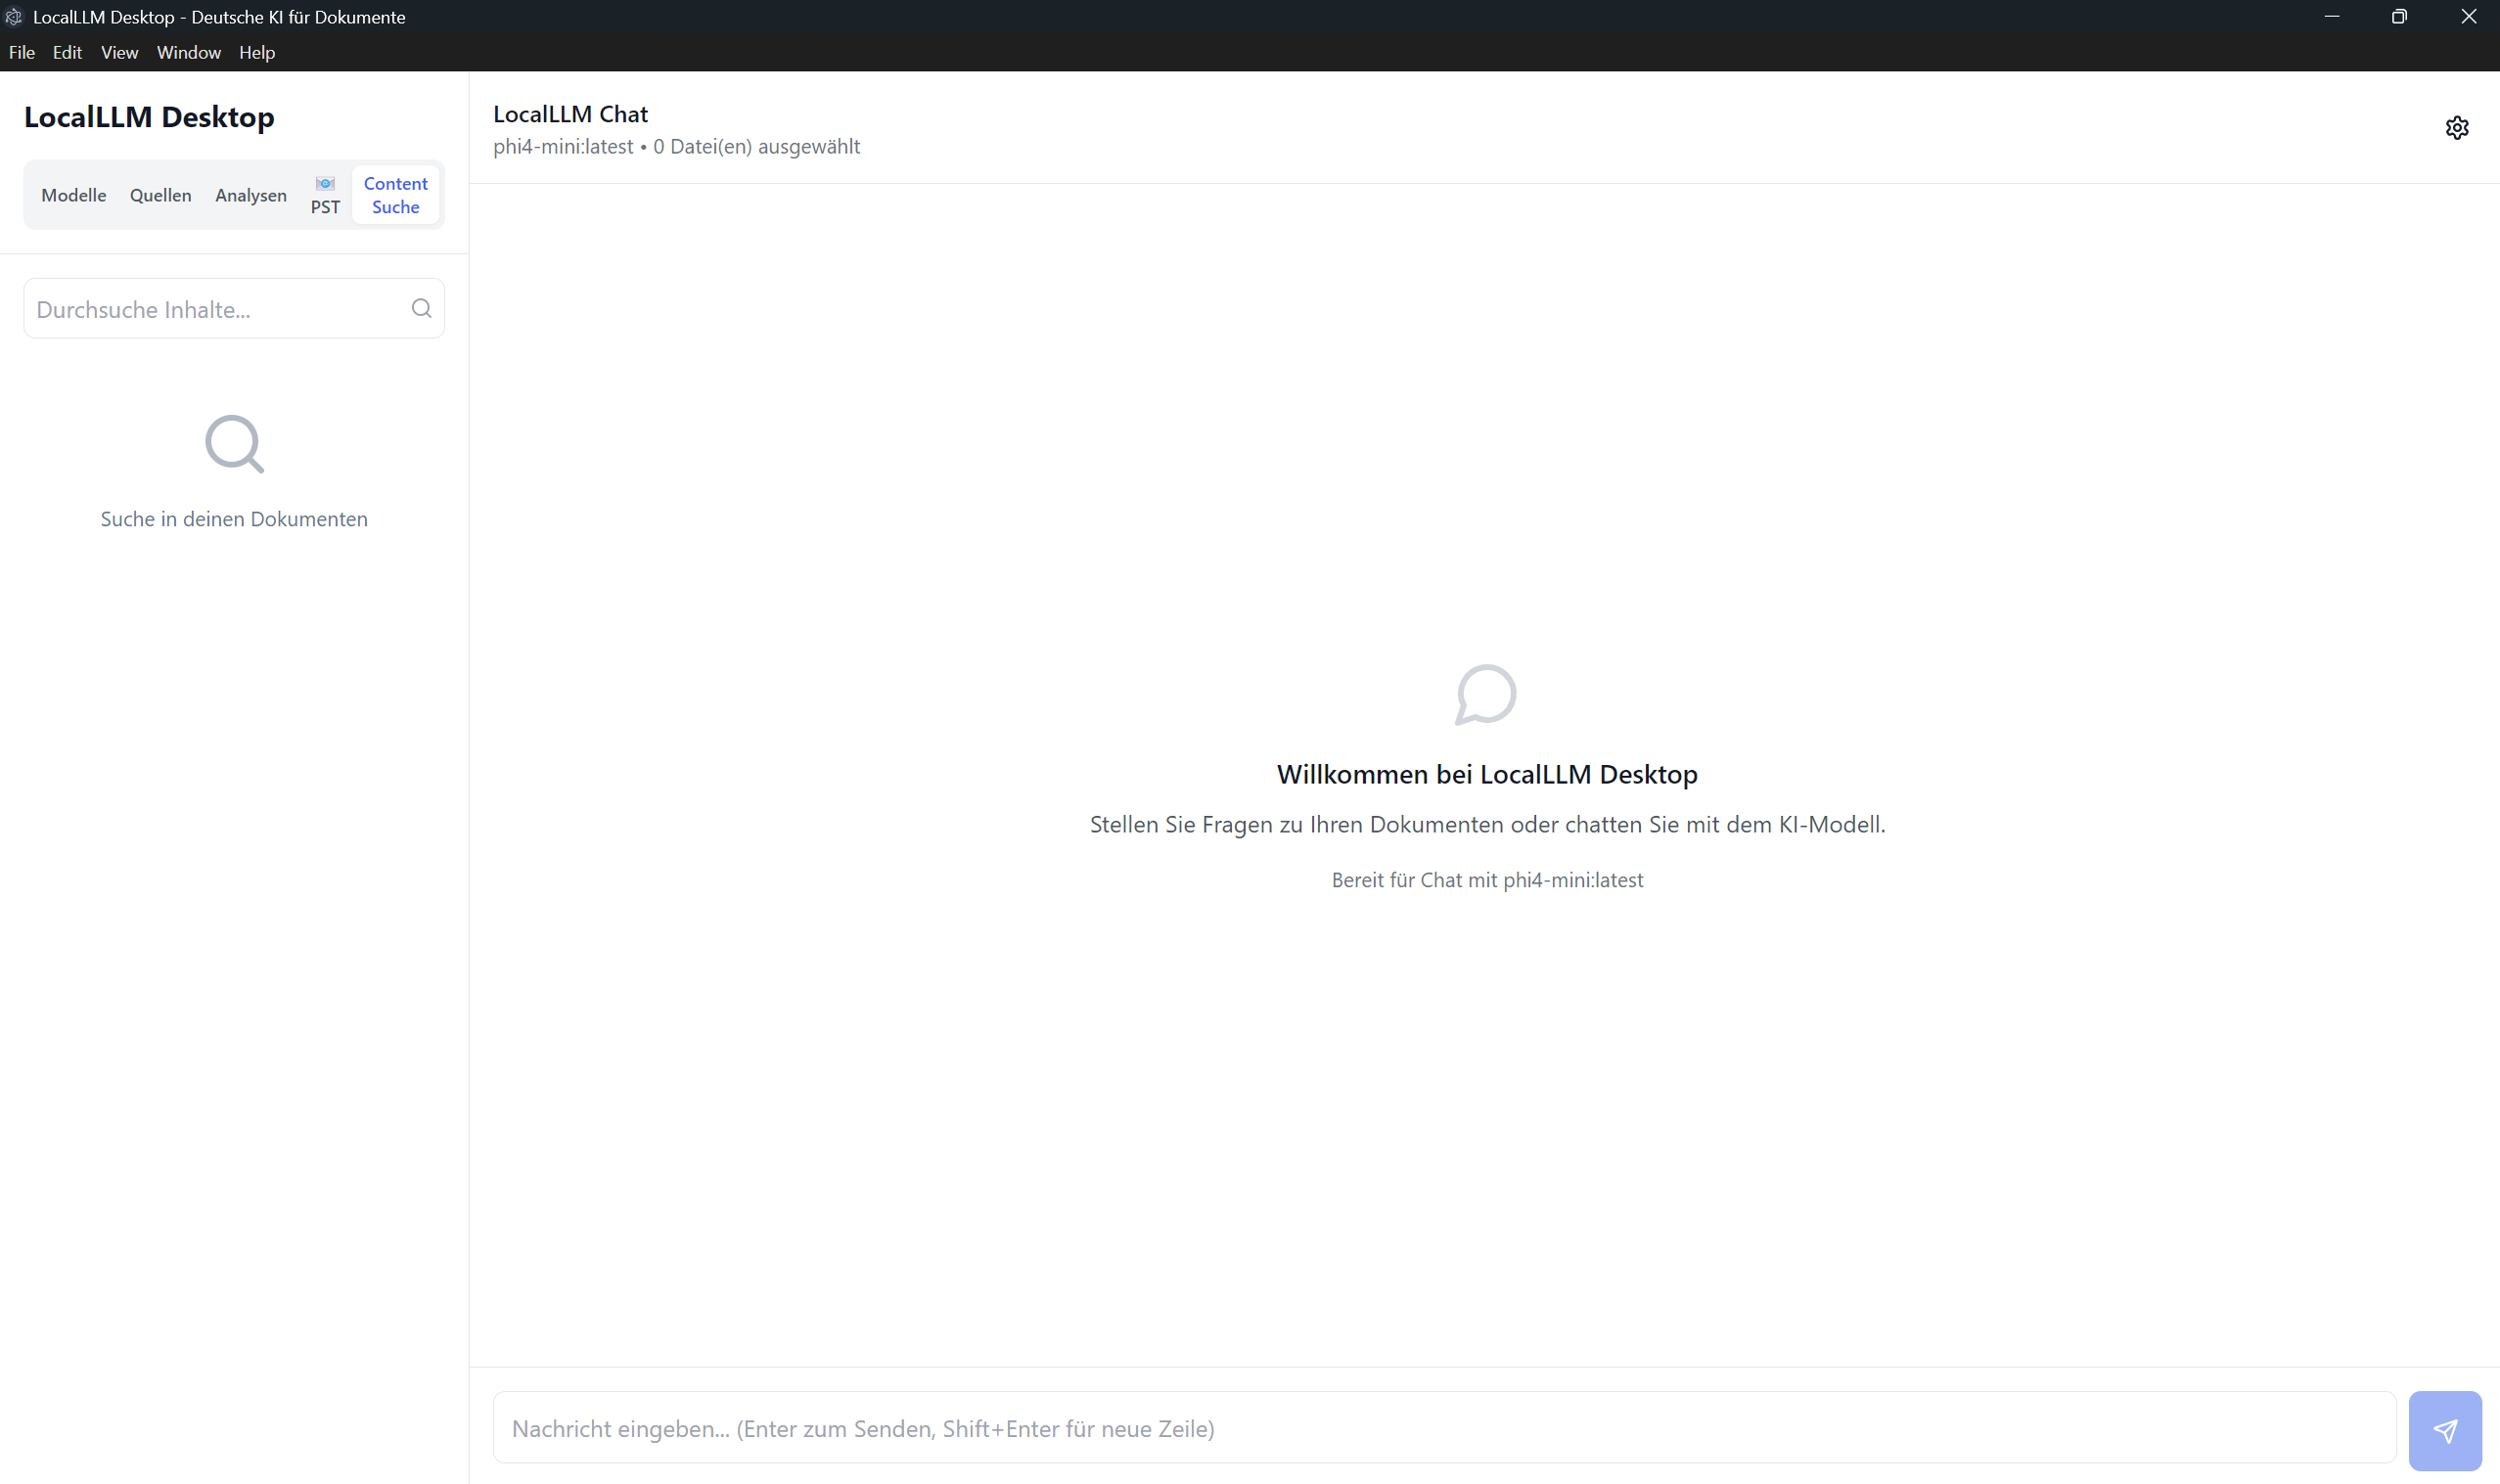 LocalLLM Desktop - Deutsche KI für Dokumente
File Edit View Window Help
LocalLLM Desktop
Modelle Quellen Analysen PST Content Suche
Durchsuche Inhalte...
Suche in deinen Dokumenten
LocalLLM Chat
phi4-mini:latest • 0 Datei(en) ausgewählt
Willkommen bei LocalLLM Desktop
Stellen Sie Fragen zu Ihren Dokumenten oder chatten Sie mit dem KI-Modell.
Bereit für Chat mit phi4-mini:latest
Nachricht eingeben... (Enter zum Senden, Shift+Enter für neue Zeile)